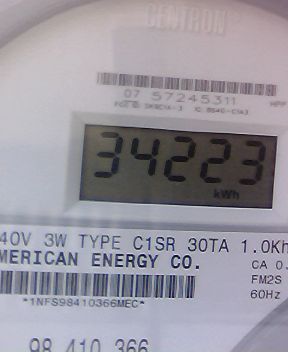 CENTRON
07 57245311
34223
kWh
40V 3W TYPE C1SR 30TA 1.0Kh
MERICAN ENERGY CO.
CA 0.
FM2S
60Hz
*1NFS98410366MEC*
98 410 366